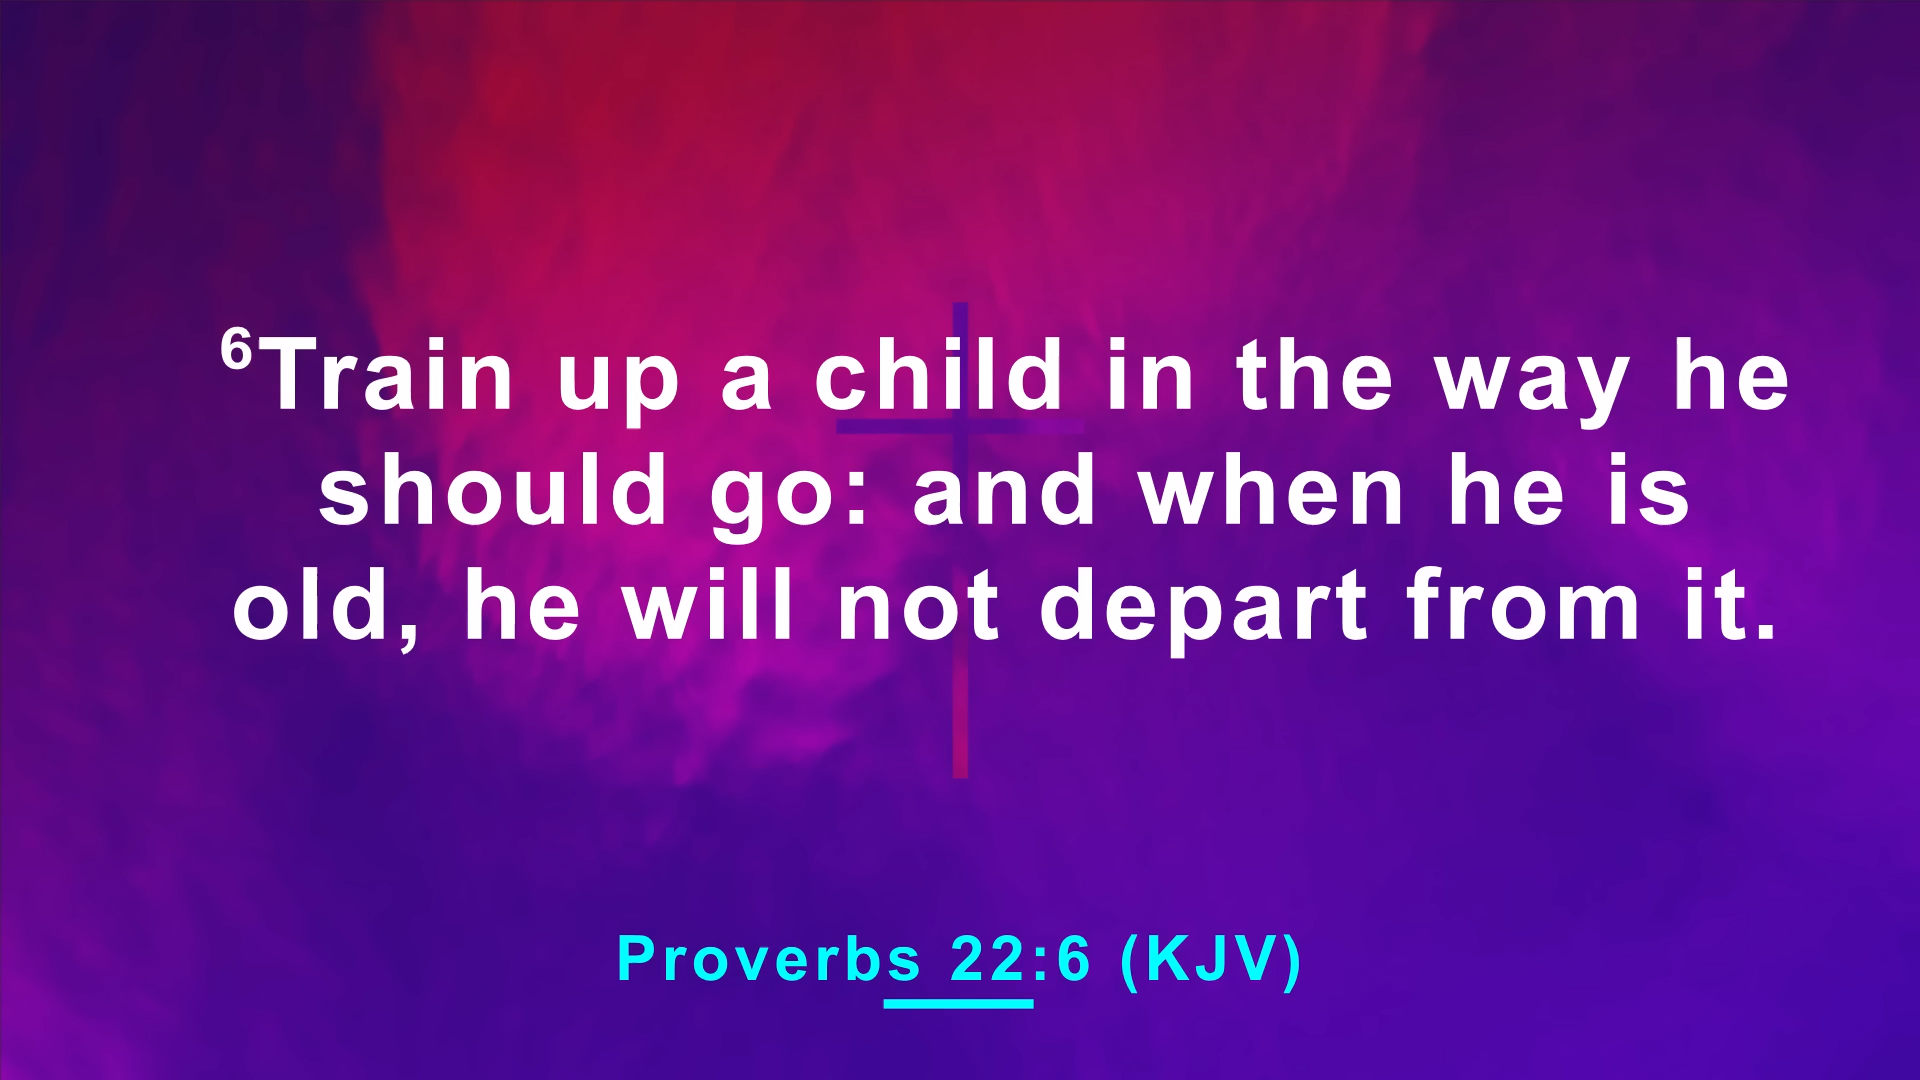 ⁶Train up a child in the way he
should go: and when he is
old, he will not depart from it.
Proverbs 22:6 (KJV)